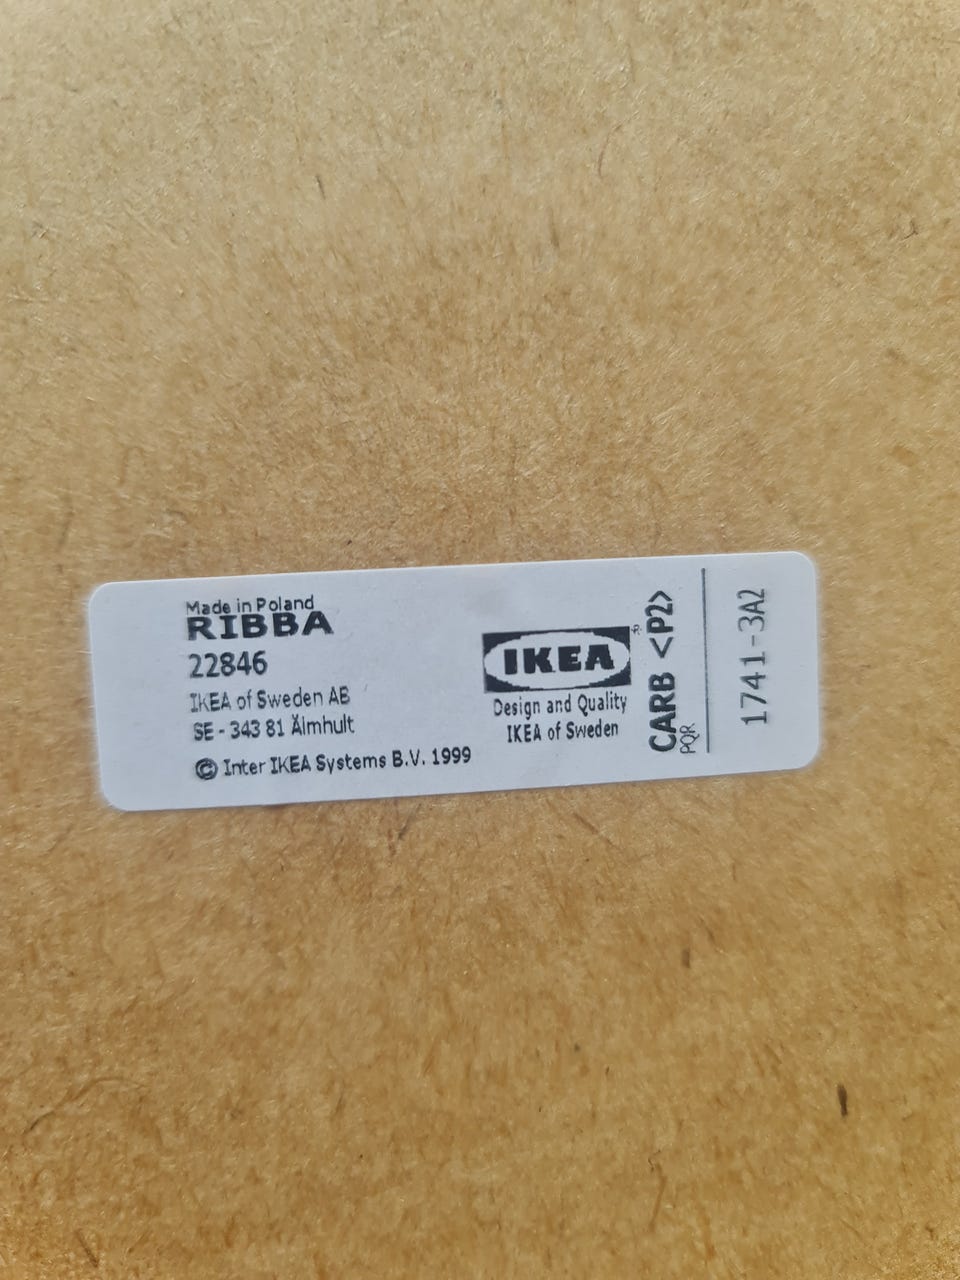 Made in Poland
RIBBA
22846
IKEA of Sweden AB
SE - 343 81 Älmhult
© Inter IKEA Systems B.V. 1999
IKEA®
Design and Quality
IKEA of Sweden
CARB <P2>
PQR
1741-3A2